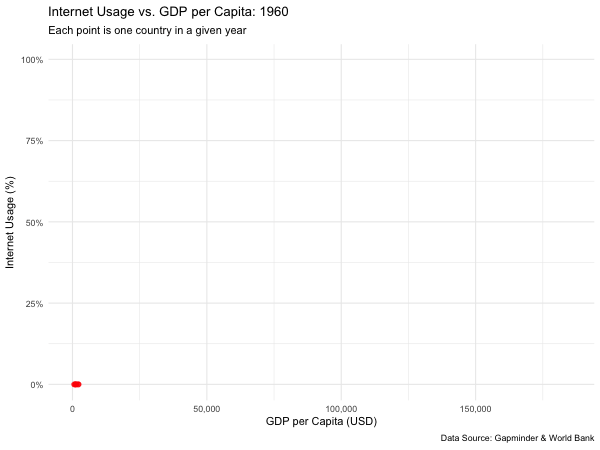 Internet Usage vs. GDP per Capita: 1960
Each point is one country in a given year
100%
75%
50%
25%
0%
Internet Usage (%)
0
50,000
100,000
150,000
GDP per Capita (USD)
Data Source: Gapminder & World Bank